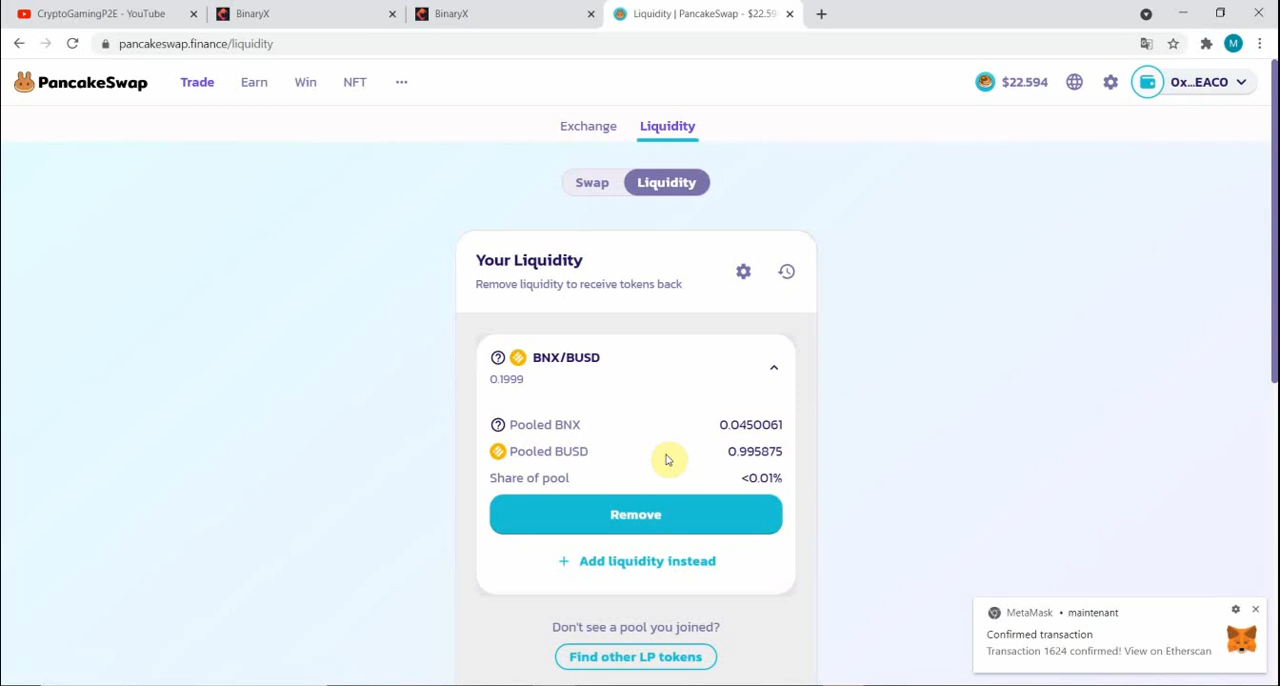 CryptoGamingP2E - YouTube
BinaryX
BinaryX
Liquidity | PancakeSwap - $22.59
pancakeswap.finance/liquidity
M
PancakeSwap
Trade
Earn
Win
NFT
$22.594
0x...EAC0
Exchange
Liquidity
Swap
Liquidity
Your Liquidity
Remove liquidity to receive tokens back
BNX/BUSD
0.1999
Pooled BNX
0.0450061
Pooled BUSD
0.995875
Share of pool
<0.01%
Remove
+ Add liquidity instead
Don't see a pool you joined?
Find other LP tokens
MetaMask • maintenant
Confirmed transaction
Transaction 1624 confirmed! View on Etherscan